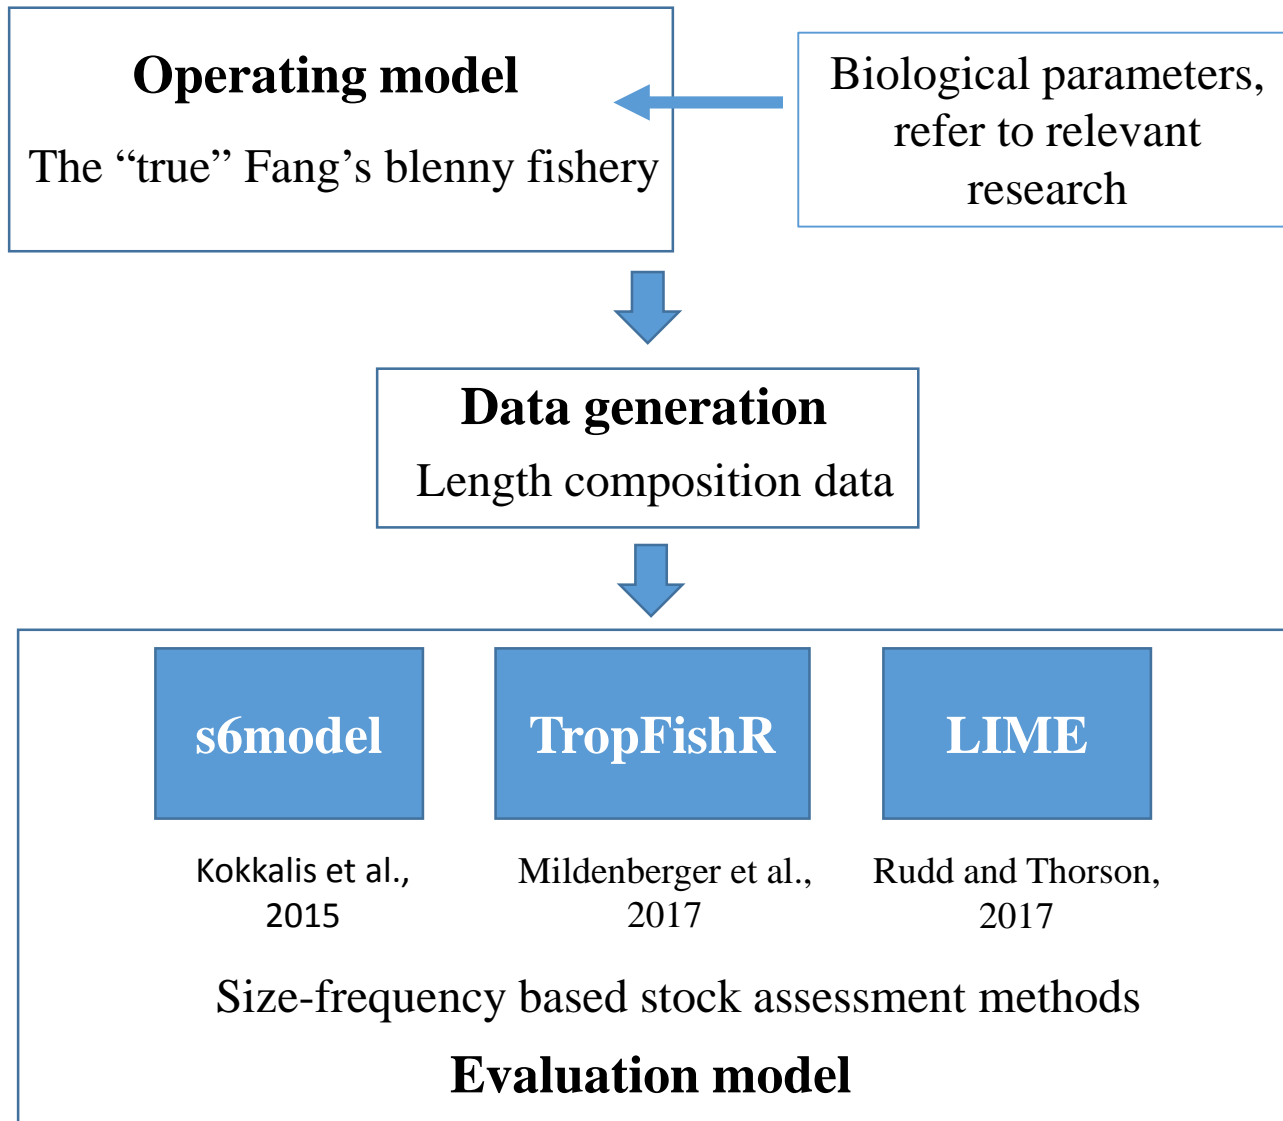 Operating model
The “true” Fang’s blenny fishery
Biological parameters,
refer to relevant
research
Data generation
Length composition data
s6model
TropFishR
LIME
Kokkalis et al.,
2015
Mildenberger et al.,
2017
Rudd and Thorson,
2017
Size-frequency based stock assessment methods
Evaluation model